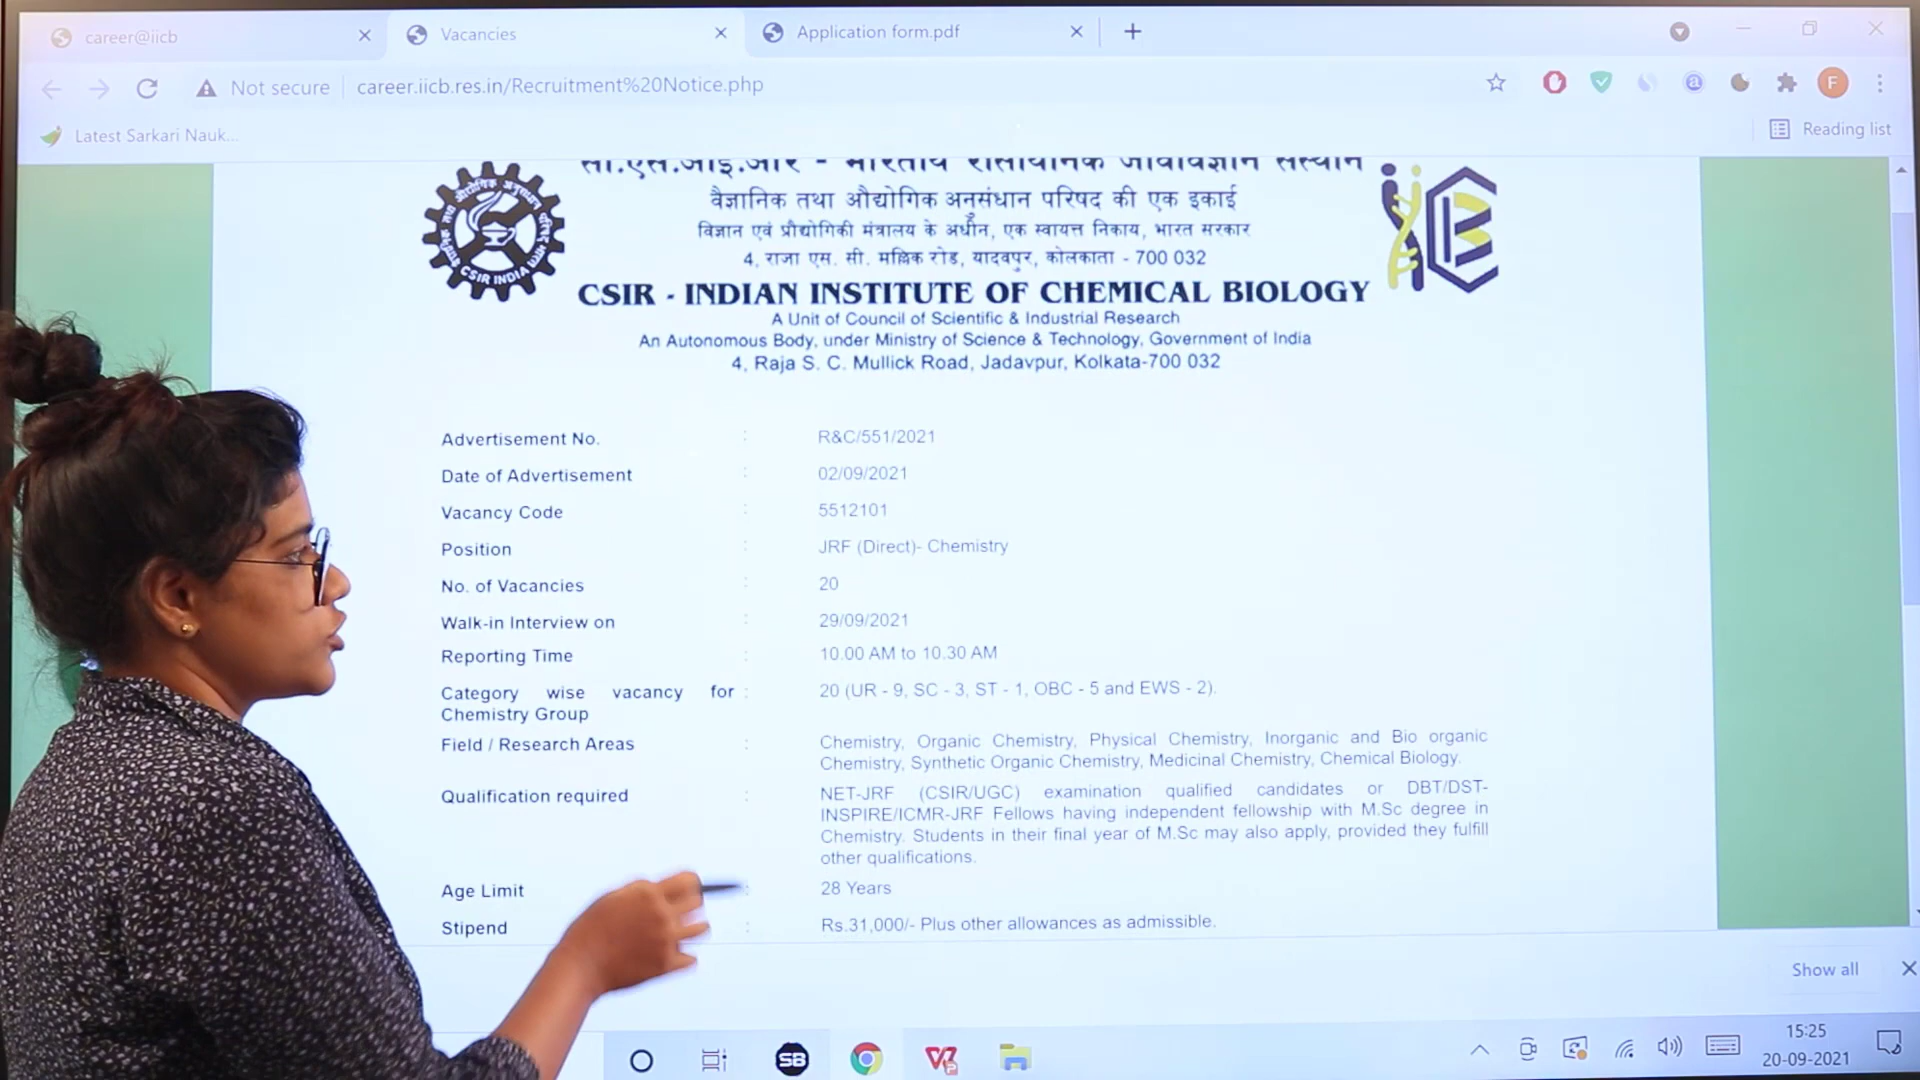 career@iicb
Vacancies
Application form.pdf
Not secure
career.iicb.res.in/Recruitment%20Notice.php
Latest Sarkari Nauk...
Reading list
सी.एस.आई.आर - भारतीय रासायनिक जीवविज्ञान संस्थान
वैज्ञानिक तथा औद्योगिक अनुसंधान परिषद की एक इकाई
विज्ञान एवं प्रौद्योगिकी मंत्रालय के अधीन, एक स्वायत्त निकाय, भारत सरकार
4, राजा एस. सी. मल्लिक रोड, यादवपुर, कोलकाता - 700 032
CSIR INDIA
CSIR - INDIAN INSTITUTE OF CHEMICAL BIOLOGY
A Unit of Council of Scientific & Industrial Research
An Autonomous Body, under Ministry of Science & Technology, Government of India
4, Raja S. C. Mullick Road, Jadavpur, Kolkata-700 032
Advertisement No. : R&C/551/2021
Date of Advertisement : 02/09/2021
Vacancy Code : 5512101
Position : JRF (Direct)- Chemistry
No. of Vacancies : 20
Walk-in Interview on : 29/09/2021
Reporting Time : 10.00 AM to 10.30 AM
Category wise vacancy for : 20 (UR - 9, SC - 3, ST - 1, OBC - 5 and EWS - 2).
Chemistry Group
Field / Research Areas : Chemistry, Organic Chemistry, Physical Chemistry, Inorganic and Bio organic
Chemistry, Synthetic Organic Chemistry, Medicinal Chemistry, Chemical Biology.
Qualification required : NET-JRF (CSIR/UGC) examination qualified candidates or DBT/DST-
INSPIRE/ICMR-JRF Fellows having independent fellowship with M.Sc degree in
Chemistry. Students in their final year of M.Sc may also apply, provided they fulfill
other qualifications.
Age Limit : 28 Years
Stipend : Rs.31,000/- Plus other allowances as admissible.
Show all
SB
15:25
20-09-2021